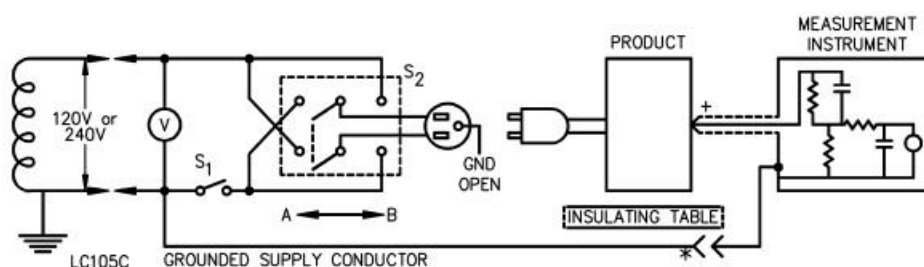 MEASUREMENT
INSTRUMENT
PRODUCT
S2
120V or
240V
V
+
S1
GND
OPEN
A B
INSULATING TABLE
*
LC105C GROUNDED SUPPLY CONDUCTOR